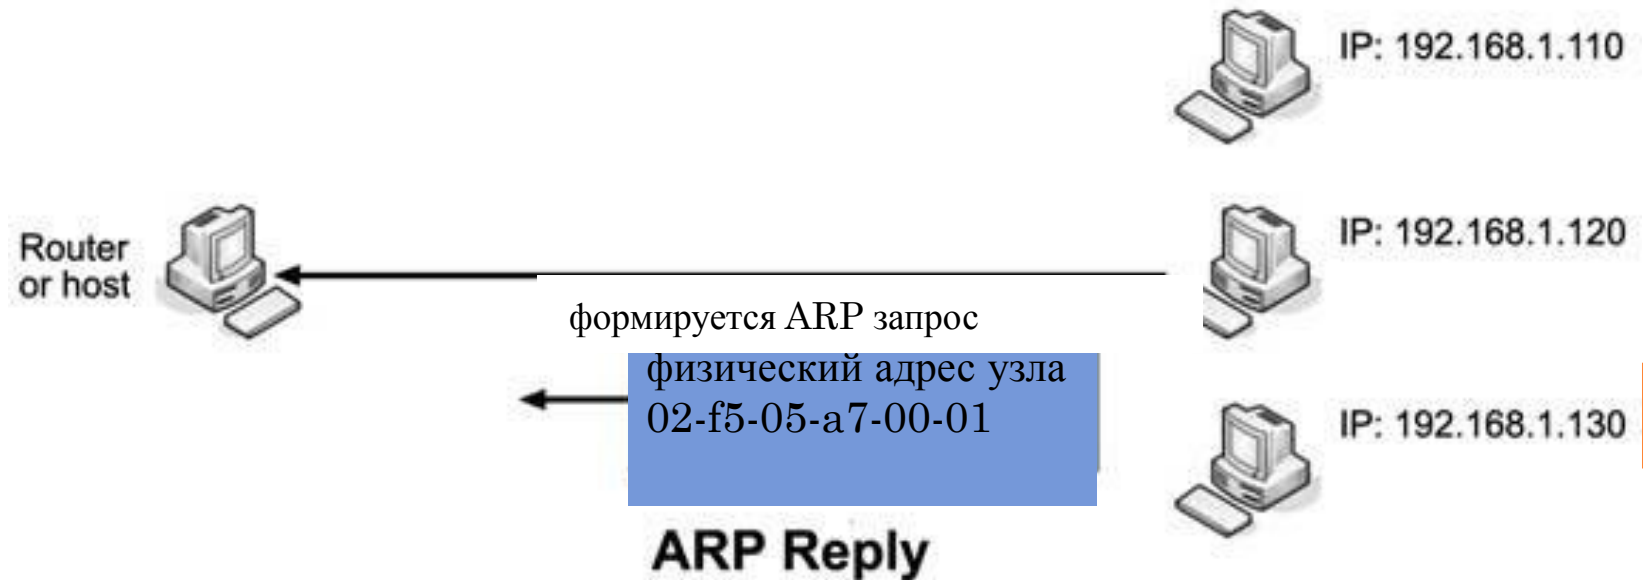 IP: 192.168.1.110
Router
or host
IP: 192.168.1.120
формируется ARP запрос
физический адрес узла
02-f5-05-a7-00-01
IP: 192.168.1.130
ARP Reply